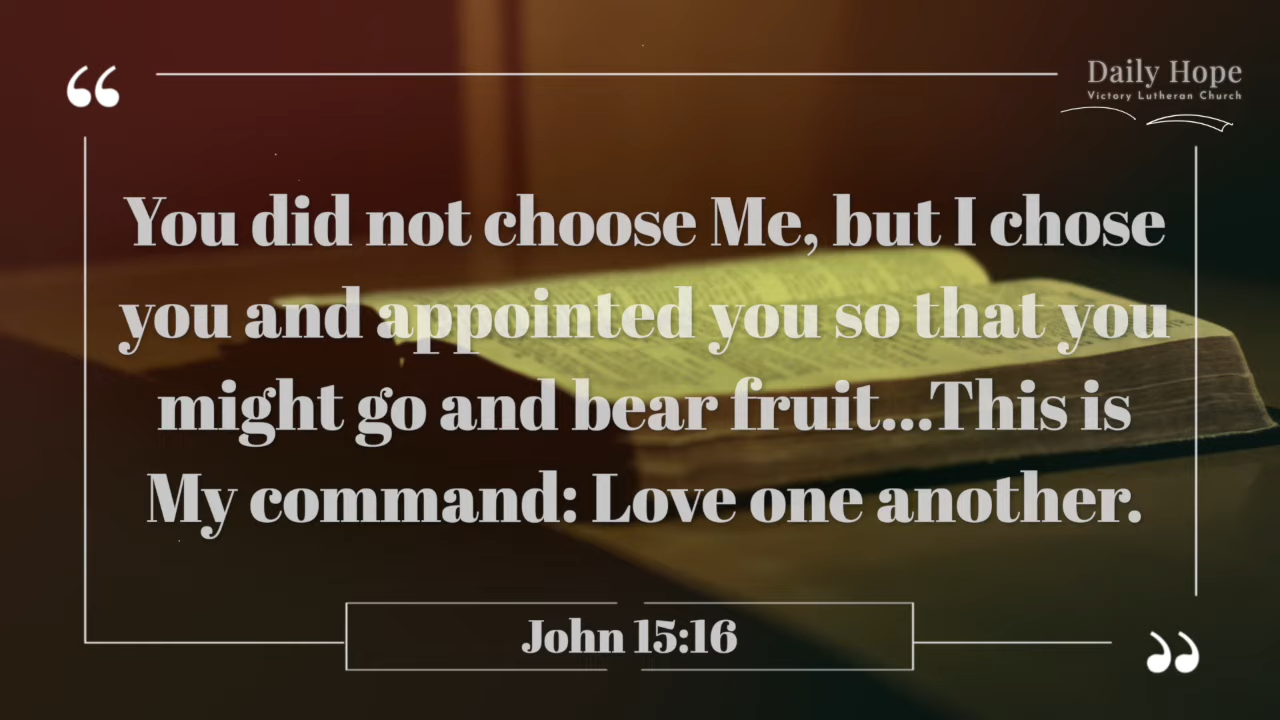 “
Daily Hope
Victory Lutheran Church
You did not choose Me, but I chose
you and appointed you so that you
might go and bear fruit...This is
My command: Love one another.
John 15:16
”